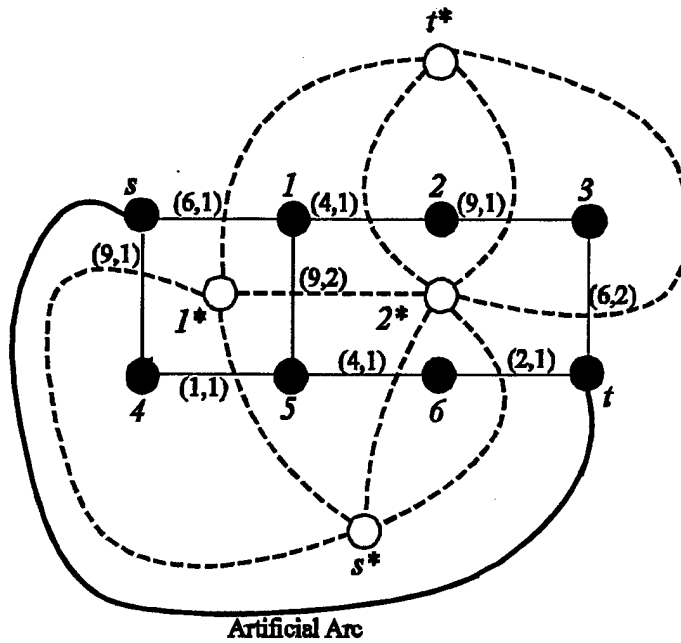 t*
s 1 2 3
(6,1) (4,1) (9,1)
(9,1) (9,2) (6,2)
1* 2*
(4,1) (2,1)
(1,1)
4 5 6 t
s*
Artificial Arc